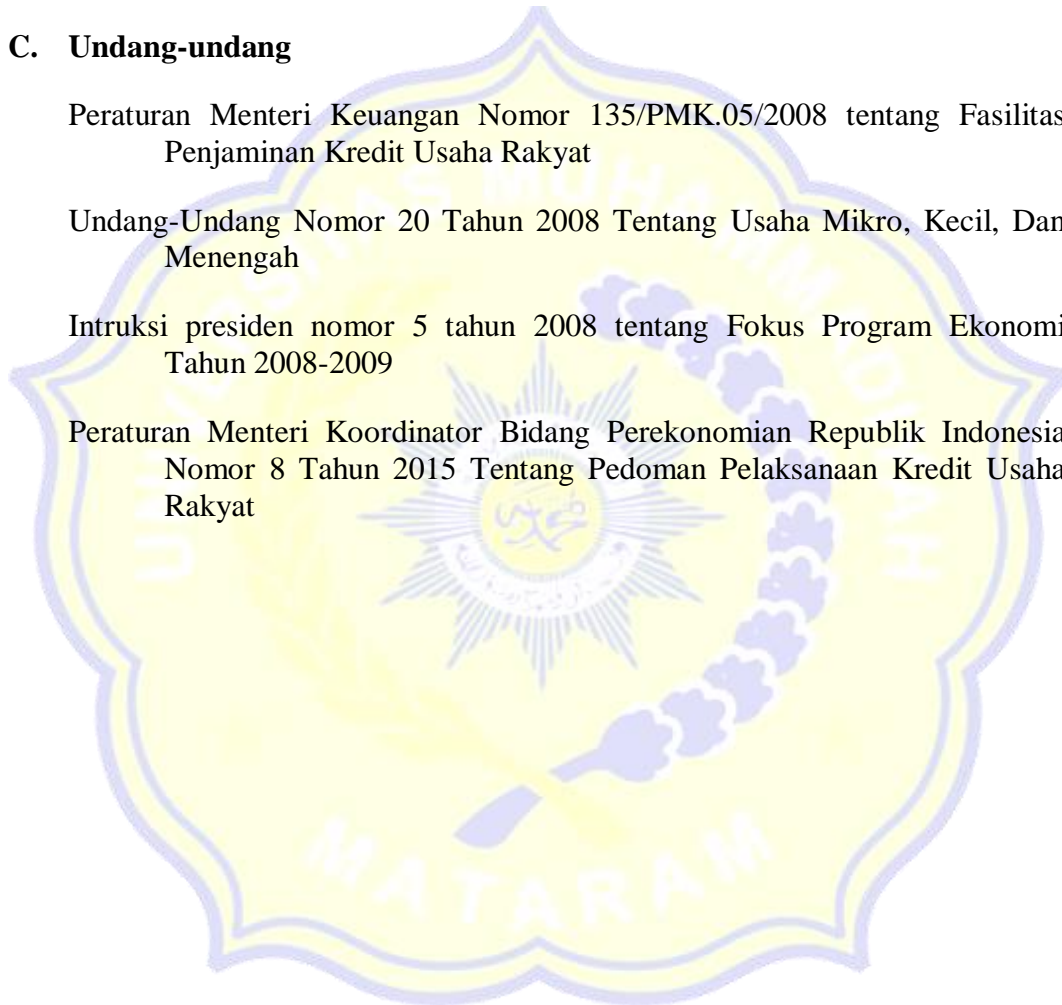 C. Undang-undang
Peraturan Menteri Keuangan Nomor 135/PMK.05/2008 tentang Fasilitas
Penjaminan Kredit Usaha Rakyat
Undang-Undang Nomor 20 Tahun 2008 Tentang Usaha Mikro, Kecil, Dan
Menengah
Intruksi presiden nomor 5 tahun 2008 tentang Fokus Program Ekonomi
Tahun 2008-2009
Peraturan Menteri Koordinator Bidang Perekonomian Republik Indonesia
Nomor 8 Tahun 2015 Tentang Pedoman Pelaksanaan Kredit Usaha
Rakyat
UNIVERSITAS MUHAMMADIYAH
MATARAM